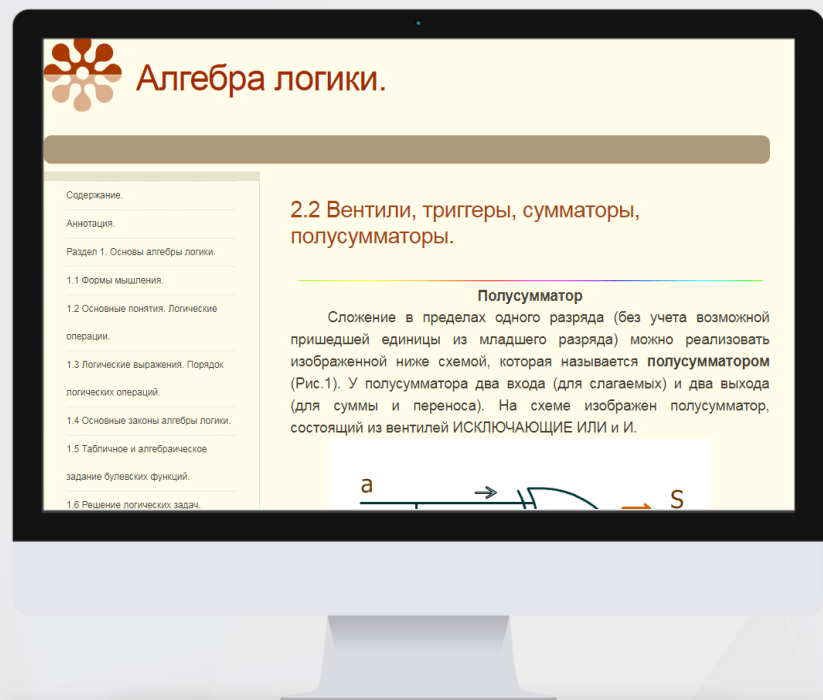 Алгебра логики.
Содержание.
Аннотация.
Раздел 1. Основы алгебры логики.
1.1 Формы мышления.
1.2 Основные понятия. Логические
операции.
1.3 Логические выражения. Порядок
логических операций.
1.4 Основные законы алгебры логики.
1.5 Табличное и алгебраическое
задание булевских функций.
1.6 Решение логических задач.
2.2 Вентили, триггеры, сумматоры,
полусумматоры.
Полусумматор
Сложение в пределах одного разряда (без учета возможной
пришедшей единицы из младшего разряда) можно реализовать
изображенной ниже схемой, которая называется полусумматором
(Рис.1). У полусумматора два входа (для слагаемых) и два выхода
(для суммы и переноса). На схеме изображен полусумматор,
состоящий из вентилей ИСКЛЮЧАЮЩИЕ ИЛИ и И.
a
S